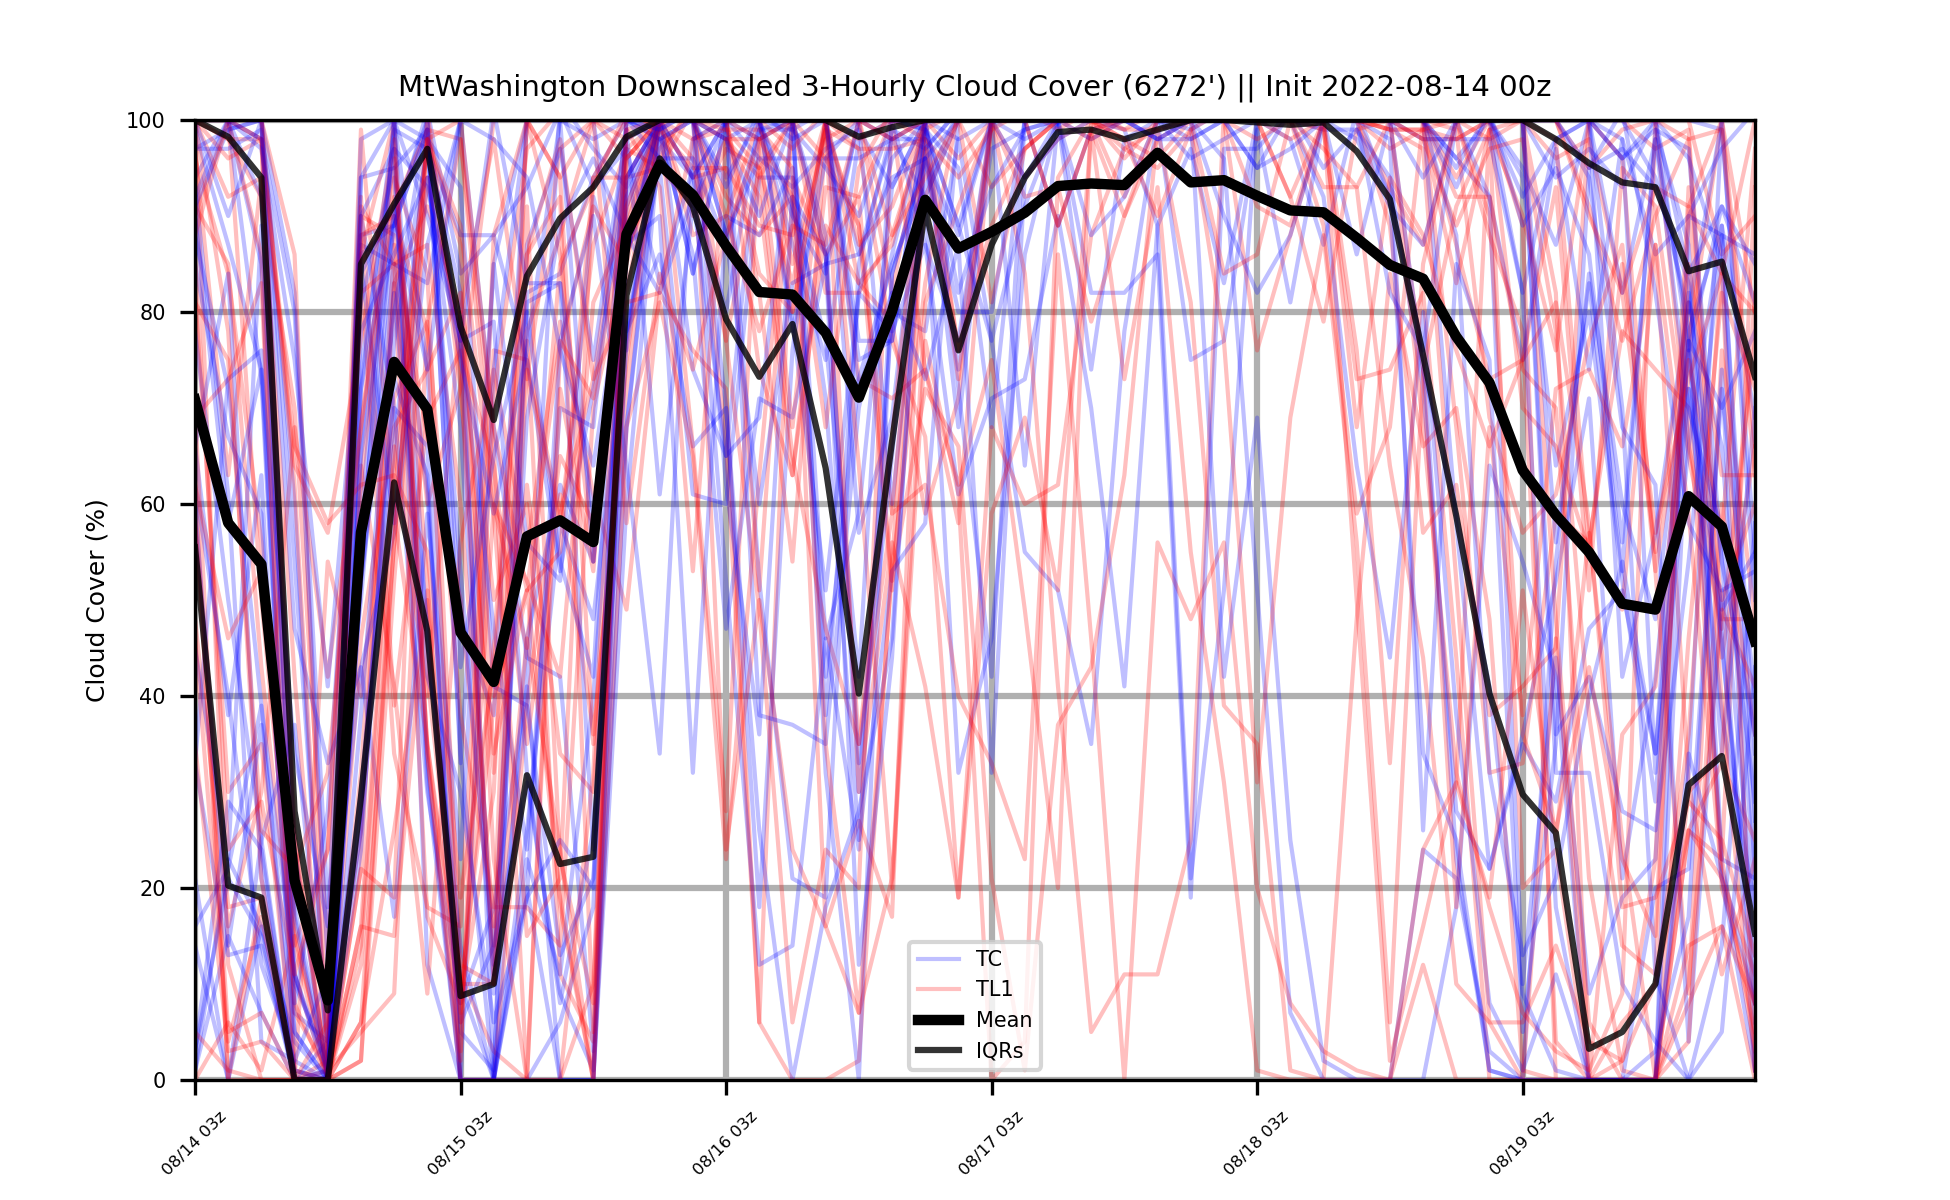 MtWashington Downscaled 3-Hourly Cloud Cover (6272') || Init 2022-08-14 00z
Cloud Cover (%)
100
80
60
40
20
0
TC
TL1
Mean
IQRs
08/14 03z
08/15 03z
08/16 03z
08/17 03z
08/18 03z
08/19 03z